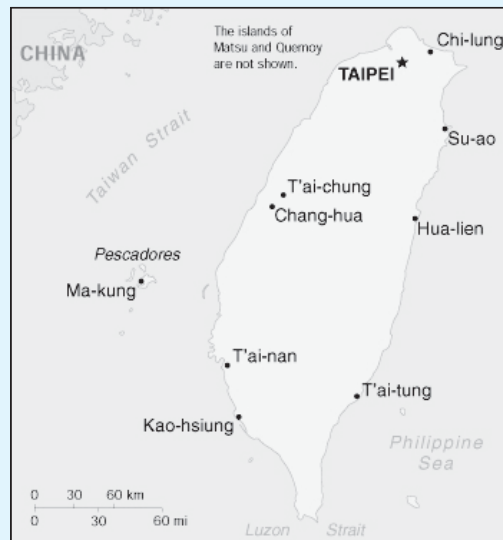 The islands of
Matsu and Quemoy
are not shown.
CHINA
Chi-lung
TAIPEI
Taiwan Strait
Su-ao
T'ai-chung
Chang-hua
Hua-lien
Pescadores
Ma-kung
T'ai-nan
T'ai-tung
Kao-hsiung
Philippine
Sea
0 30 60 km
0 30 60 mi
Luzon Strait